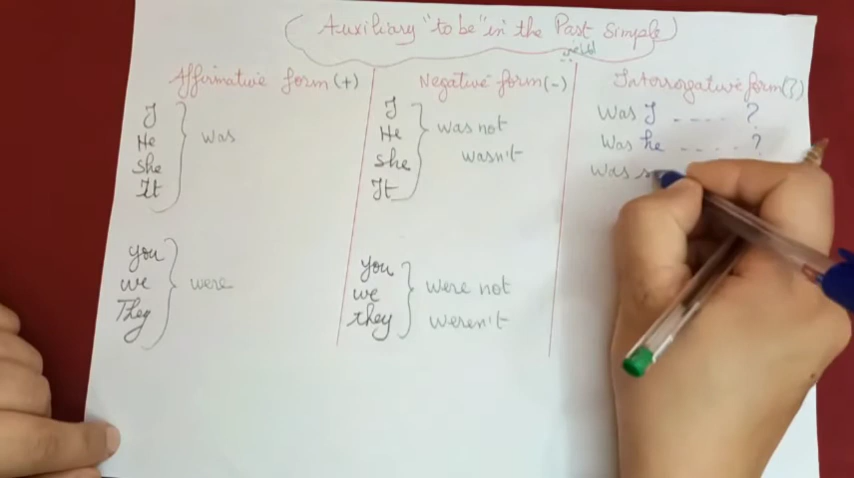 Auxiliary "to be" in the Past Simple
Affirmative form (+)
I
He
She
It
was
you
we
They
were
Negative form (-)
I
He
She
It
was not
wasn't
you
we
they
were not
weren't
Interrogative form (?)
Was I .... ?
Was he .... ?
Was s